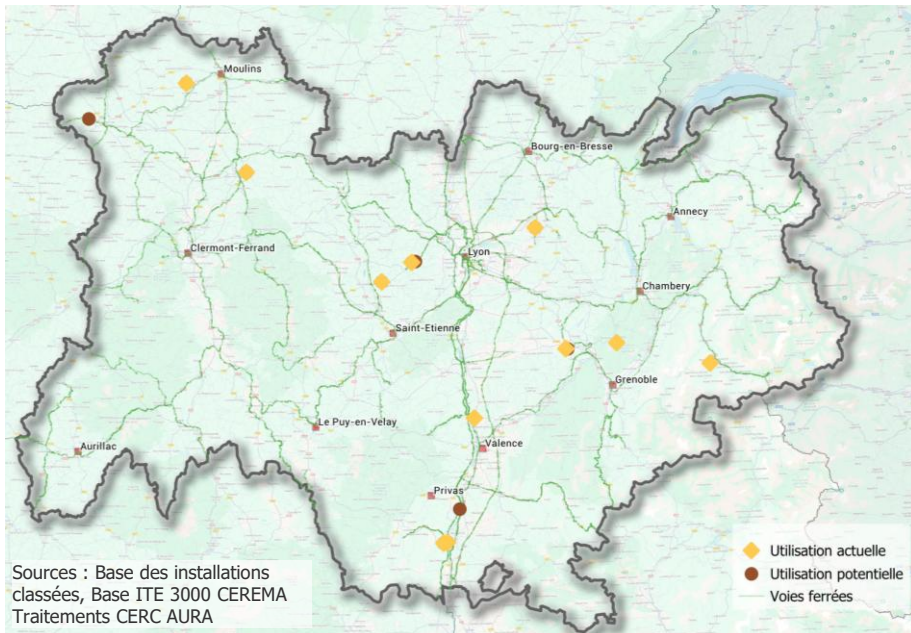 Moulins
Bourg-en-Bresse
Annecy
Clermont-Ferrand
Lyon
Chambery
Saint-Etienne
Grenoble
Le Puy-en-Velay
Aurillac
Valence
Privas
Utilisation actuelle
Utilisation potentielle
Voies ferrées
Sources : Base des installations
classées, Base ITE 3000 CEREMA
Traitements CERC AURA